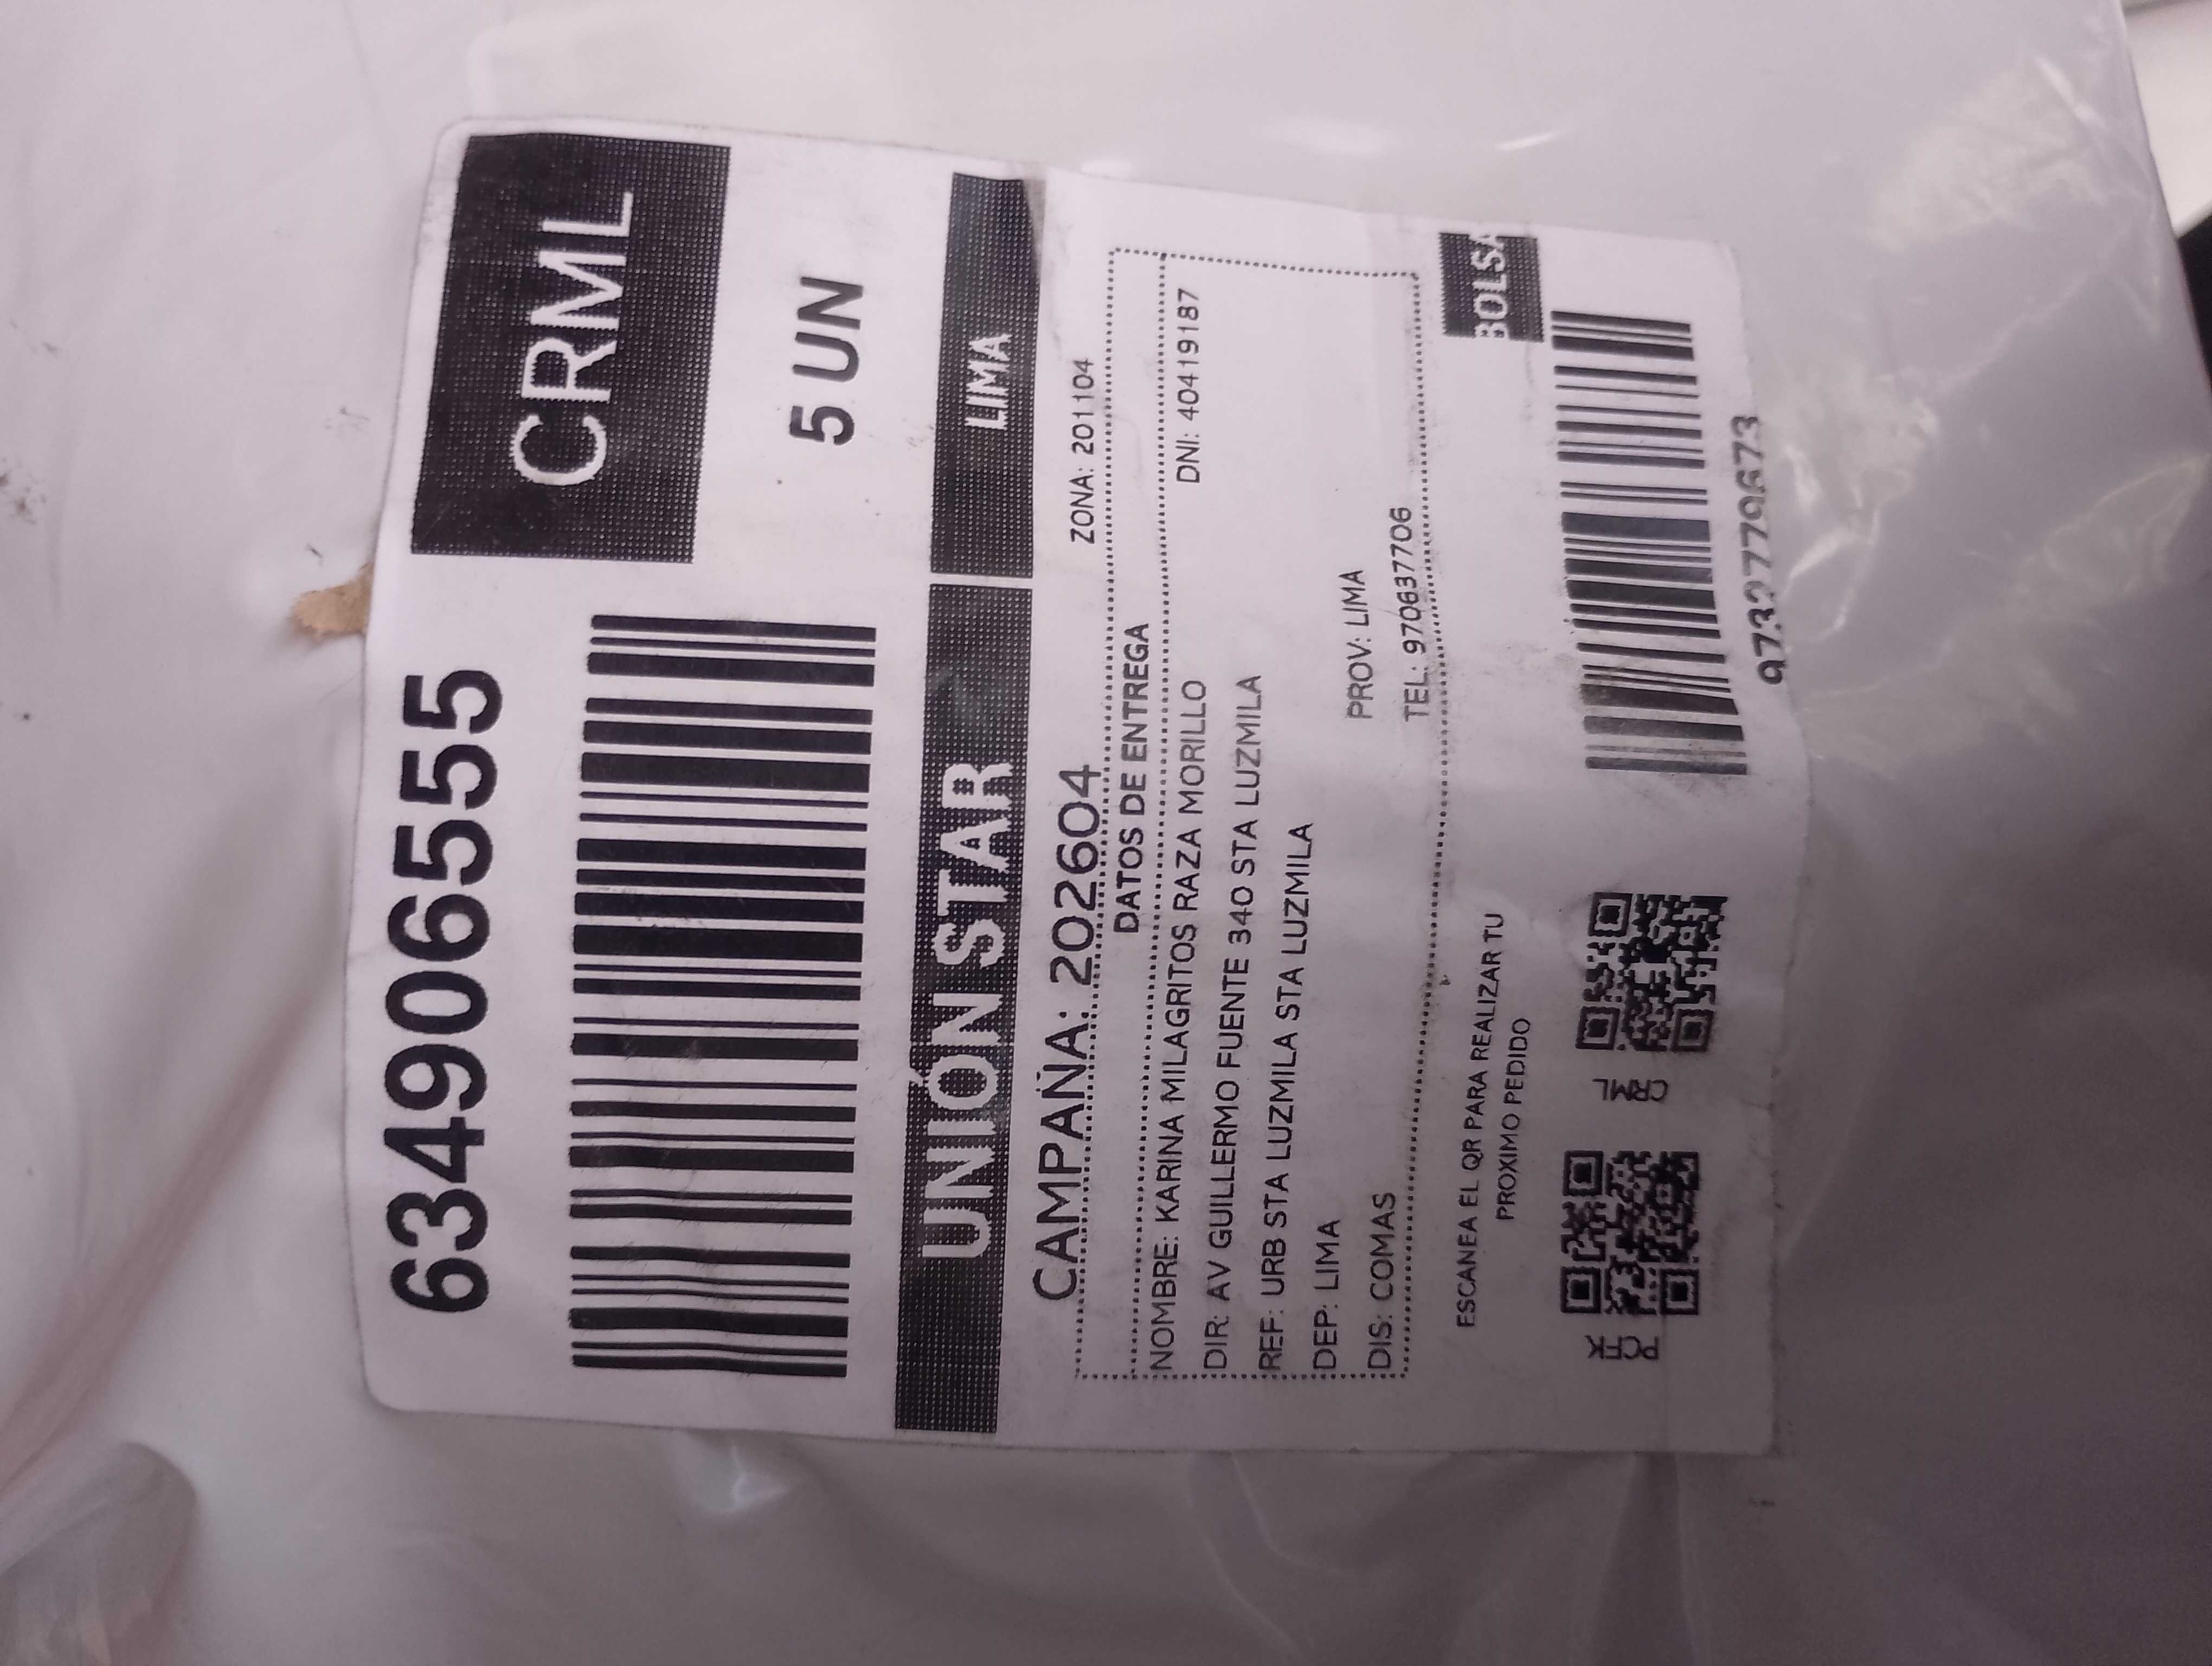 634906555
CRML
5 UN
UNIÓN STAR
LIMA
CAMPAÑA: 202604
ZONA: 201104
DATOS DE ENTREGA
NOMBRE: KARINA MILAGRITOS RAZA MORILLO
DNI: 40419187
DIR: AV GUILLERMO FUENTE 340 STA LUZMILA
REF: URB STA LUZMILA STA LUZMILA
DEP: LIMA
PROV: LIMA
DIS: COMAS
TEL: 970637706
ESCANEA EL QR PARA REALIZAR TU
PROXIMO PEDIDO
BOLSA
PCFK
CRML